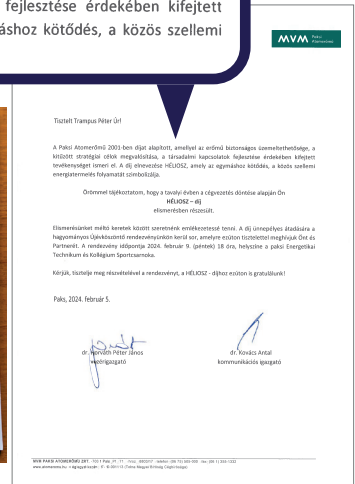 fejlesztése érdekében kifejtett
áshoz kötődés, a közös szellemi
MVM Paksi
Atomerőmű
Tisztelt Trampus Péter Úr!
A Paksi Atomerőmű 2001-ben díjat alapított, amellyel az erőmű biztonságos üzemeltethetősége, a
kitűzött stratégiai célok megvalósítása, a társadalmi kapcsolatok fejlesztése érdekében kifejtett
tevékenységet ismeri el. A díj elnevezése HÉLIOSZ, amely az egymáshoz kötődés, a közös szellemi
energiatermelés folyamatát szimbolizálja.
Örömmel tájékoztatom, hogy a tavalyi évben a cégvezetés döntése alapján Ön
HÉLIOSZ – díj
elismerésben részesült.
Elismerésünket méltó keretek között szeretnénk emlékezetessé tenni. A díj ünnepélyes átadására a
hagyományos Újévköszöntő rendezvényünkön kerül sor, amelyre ezúton tisztelettel meghívjuk Önt és
Partnerét. A rendezvény időpontja 2024. február 9. (péntek) 18 óra, helyszíne a paksi Energetikai
Technikum és Kollégium Sportcsarnoka.
Kérjük, tisztelje meg részvételével a rendezvényt, a HÉLIOSZ - díjhoz ezúton is gratulálunk!
Paks, 2024. február 5.
dr. Horváth Péter János
vezérigazgató
dr. Kovács Antal
kommunikációs igazgató
MVM PAKSI ATOMERŐMŰ ZRT.
www.atomeromu.hu